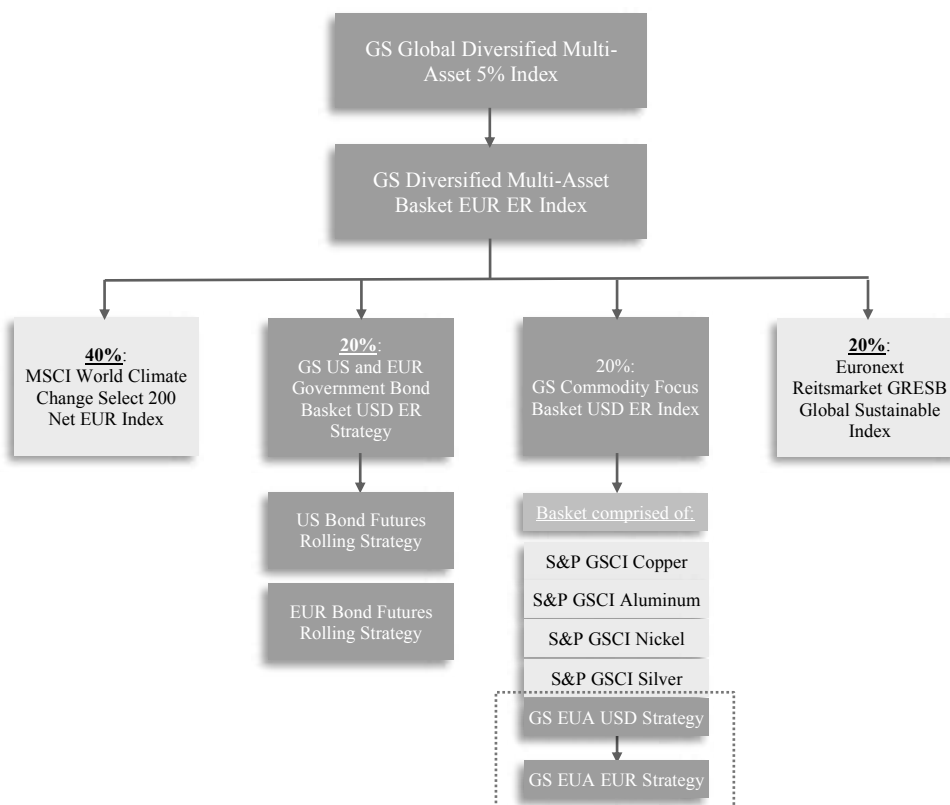 GS Global Diversified Multi-
Asset 5% Index
GS Diversified Multi-Asset
Basket EUR ER Index
40%:
MSCI World Climate
Change Select 200
Net EUR Index
20%:
GS US and EUR
Government Bond
Basket USD ER
Strategy
20%:
GS Commodity Focus
Basket USD ER Index
20%:
Euronext
Reitsmarket GRESB
Global Sustainable
Index
US Bond Futures
Rolling Strategy
EUR Bond Futures
Rolling Strategy
Basket comprised of:
S&P GSCI Copper
S&P GSCI Aluminum
S&P GSCI Nickel
S&P GSCI Silver
GS EUA USD Strategy
GS EUA EUR Strategy